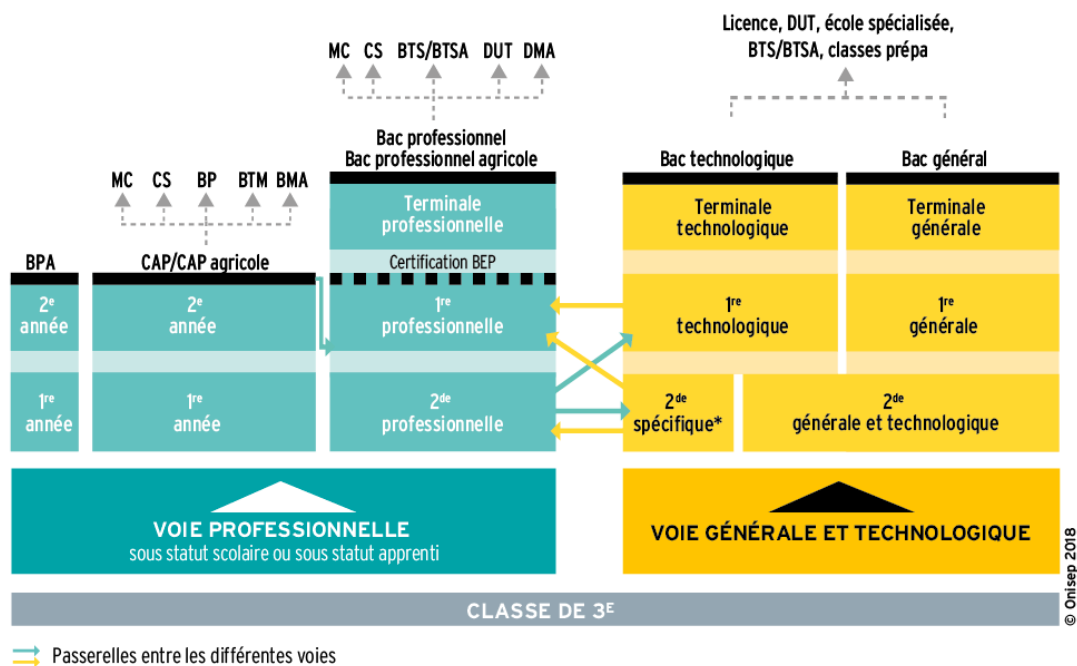 Licence, DUT, école spécialisée,
BTS/BTSA, classes prépa
MC CS BTS/BTSA DUT DMA
Bac professionnel
Bac professionnel agricole
Bac technologique
Bac général
MC CS BP BTM BMA
Terminale
professionnelle
Terminale
technologique
Terminale
générale
BPA
CAP/CAP agricole
Certification BEP
2e
année
2e
année
1re
professionnelle
1re
technologique
1re
générale
1re
année
1re
année
2de
professionnelle
2de
spécifique*
2de
générale et technologique
VOIE PROFESSIONNELLE
sous statut scolaire ou sous statut apprenti
VOIE GÉNÉRALE ET TECHNOLOGIQUE
CLASSE DE 3E
© Onisep 2018
Passerelles entre les différentes voies